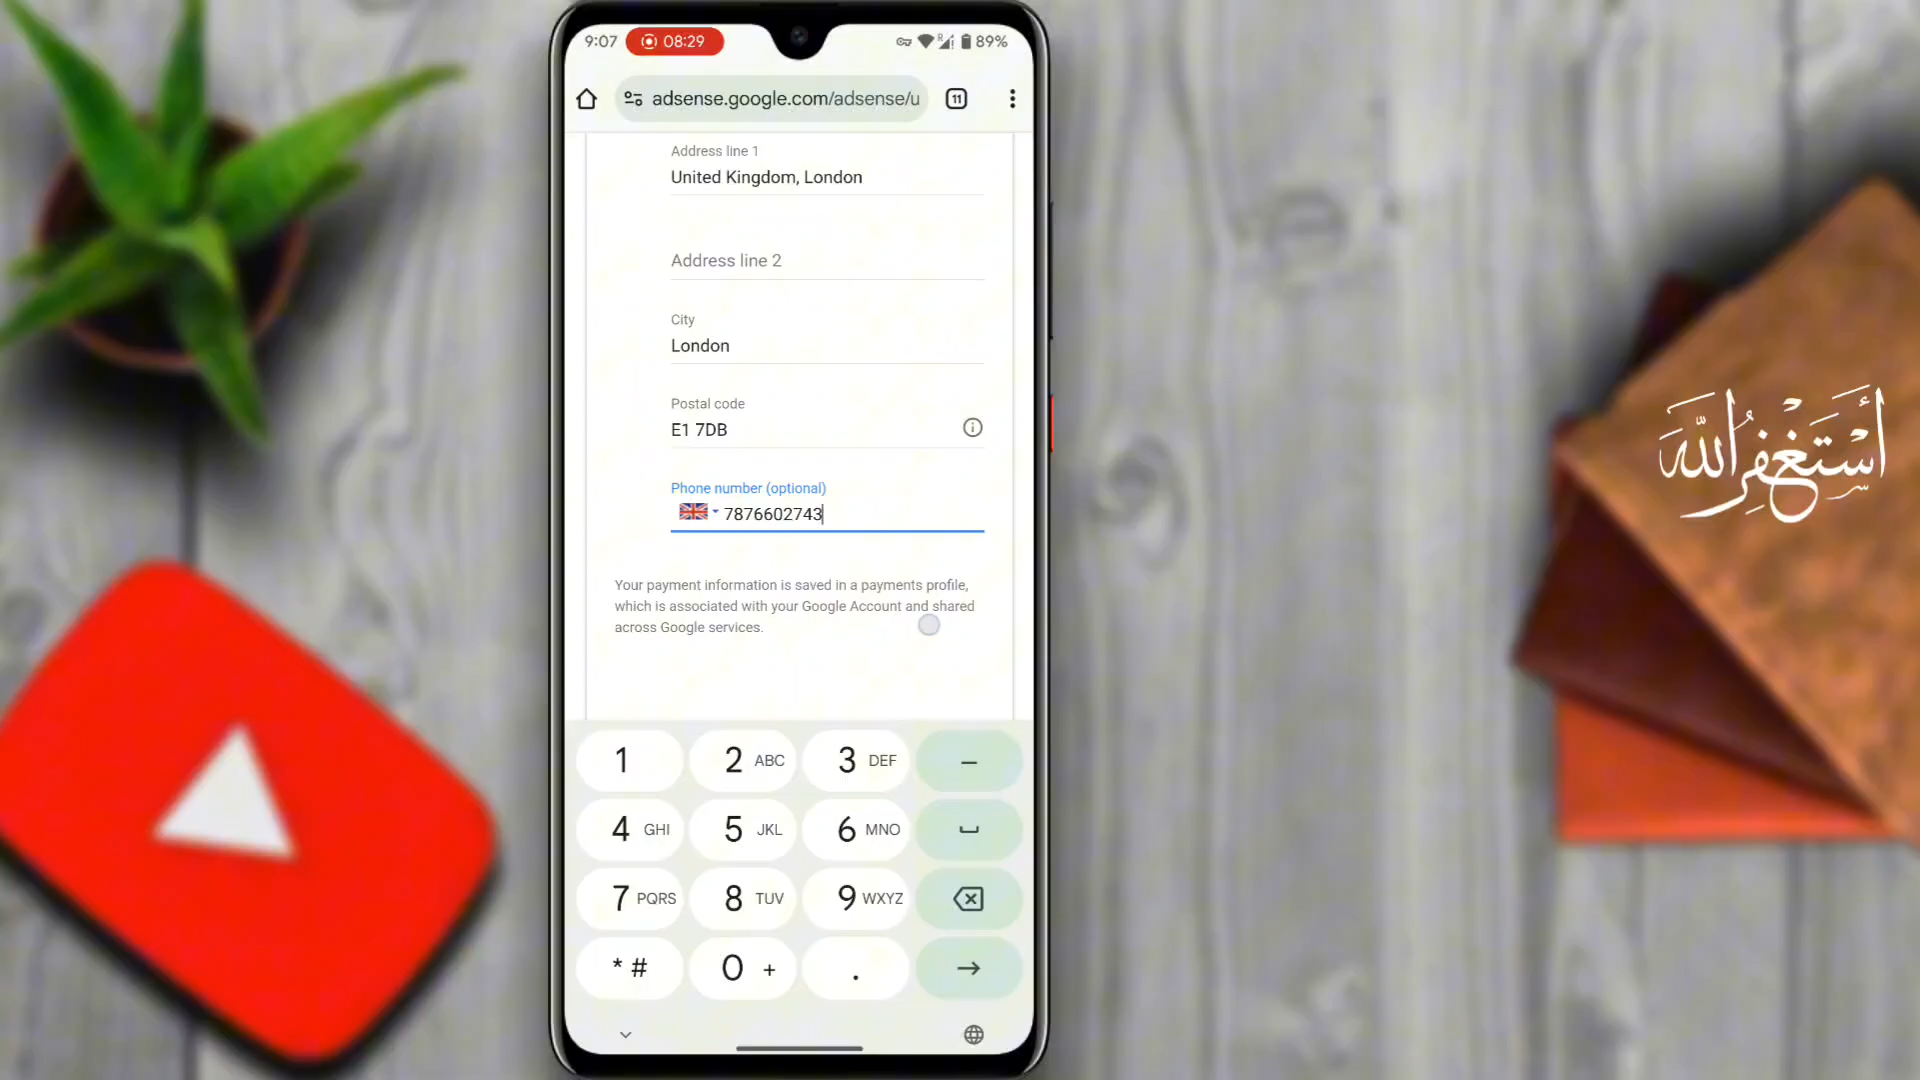 9:07 08:29 89%
adsense.google.com/adsense/u 11
Address line 1
United Kingdom, London
Address line 2
City
London
Postal code
E1 7DB
Phone number (optional)
7876602743
Your payment information is saved in a payments profile,
which is associated with your Google Account and shared
across Google services.
1 2 ABC 3 DEF –
4 GHI 5 JKL 6 MNO
7 PQRS 8 TUV 9 WXYZ
* # 0 + .
أَسْتَغْفِرُ اللّٰه